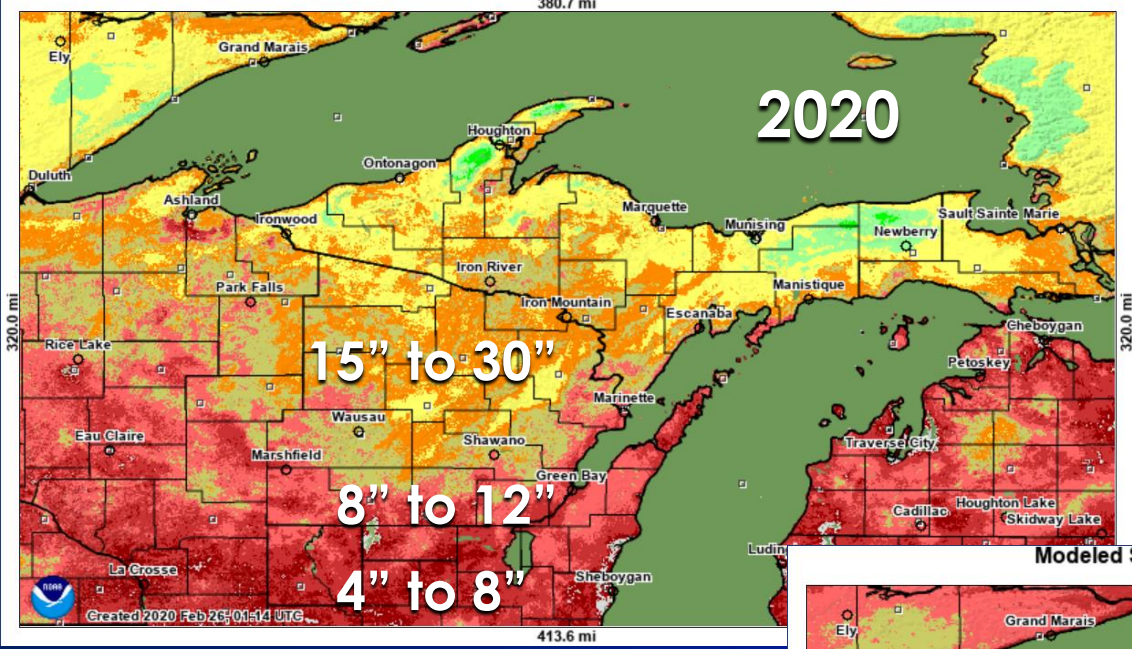 380.7 mi
Grand Marais
Ely
2020
Houghton
Ontonagon
Duluth
Ashland
Ironwood
Marquette
Munising
Sault Sainte Marie
Newberry
Iron River
Park Falls
Manistique
Iron Mountain
Escanaba
320.0 mi
320.0 mi
Cheboygan
Rice Lake
15” to 30”
Petoskey
Marinette
Wausau
Eau Claire
Shawano
Traverse City
Marshfield
Green Bay
8” to 12”
Houghton Lake
Cadillac
Skidway Lake
Luding
La Crosse
Sheboygan
4” to 8”
NOAA
Created 2020 Feb 26, 01:14 UTC
413.6 mi
Modeled S
Ely
Grand Marais